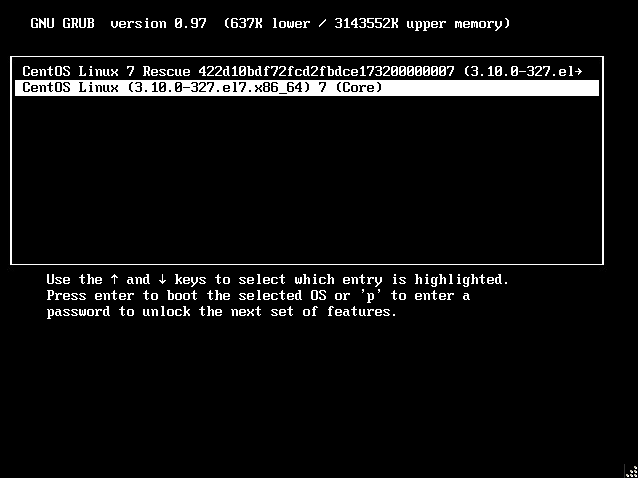 GNU GRUB  version 0.97  (637K lower / 3143552K upper memory)
CentOS Linux 7 Rescue 422d10bdf72fcd2fbdce173200000007 (3.10.0-327.el→
CentOS Linux (3.10.0-327.el7.x86_64) 7 (Core)
Use the ↑ and ↓ keys to select which entry is highlighted.
Press enter to boot the selected OS or 'p' to enter a
password to unlock the next set of features.